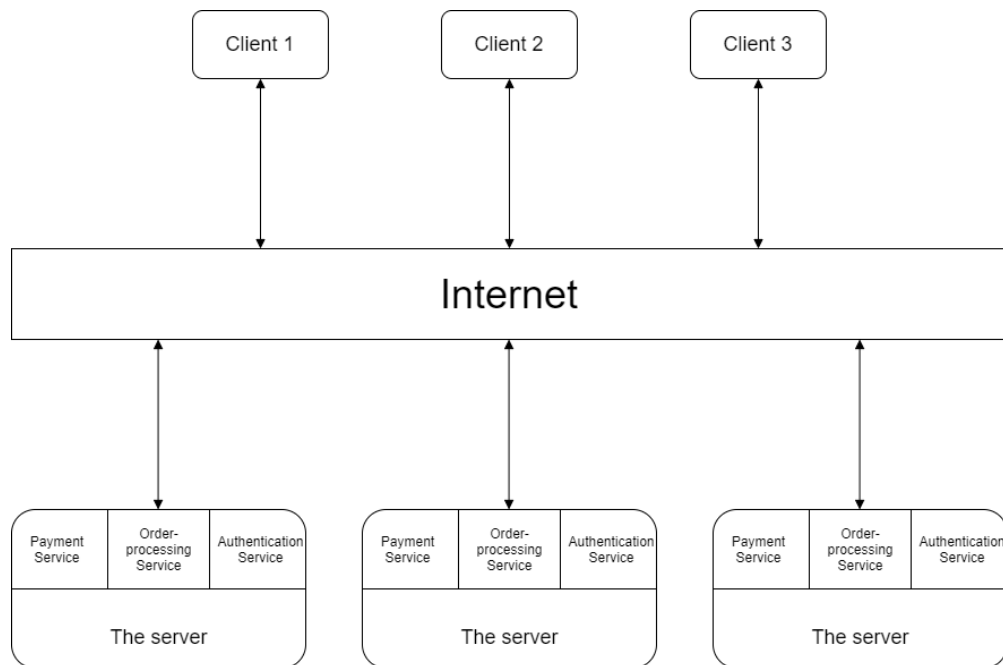 Client 1
Client 2
Client 3
Internet
Payment
Service
Order-
processing
Service
Authentication
Service
The server
Payment
Service
Order-
processing
Service
Authentication
Service
The server
Payment
Service
Order-
processing
Service
Authentication
Service
The server